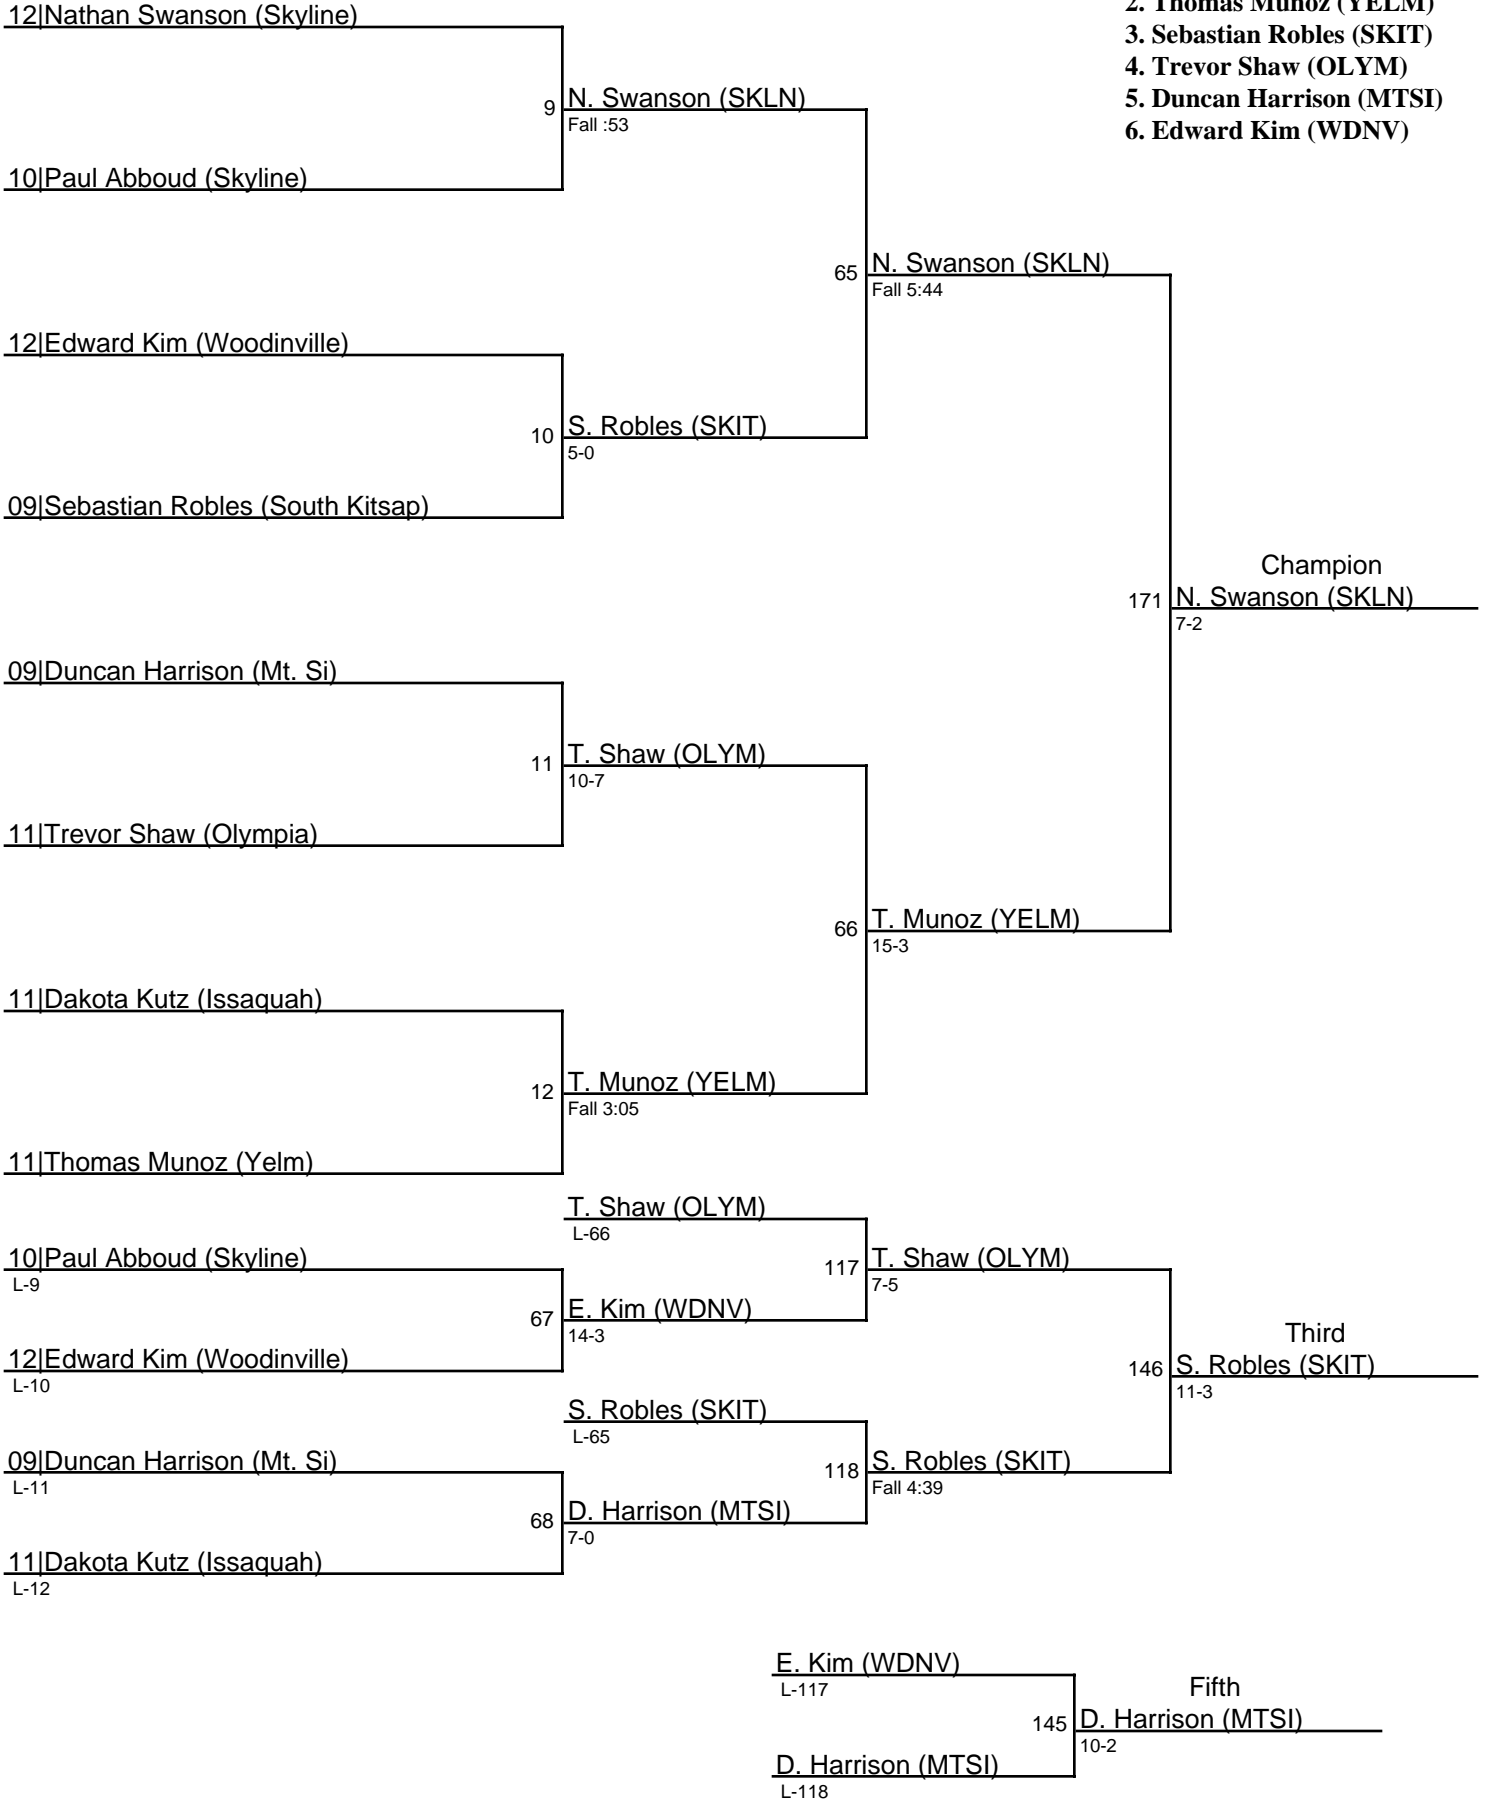 12|Nathan Swanson (Skyline)
2. Thomas Munoz (YELM)
3. Sebastian Robles (SKIT)
4. Trevor Shaw (OLYM)
5. Duncan Harrison (MTSI)
6. Edward Kim (WDNV)
9
N. Swanson (SKLN)
Fall :53
10|Paul Abboud (Skyline)
65
N. Swanson (SKLN)
Fall 5:44
12|Edward Kim (Woodinville)
10
S. Robles (SKIT)
5-0
09|Sebastian Robles (South Kitsap)
Champion
171
N. Swanson (SKLN)
7-2
09|Duncan Harrison (Mt. Si)
11
T. Shaw (OLYM)
10-7
11|Trevor Shaw (Olympia)
66
T. Munoz (YELM)
15-3
11|Dakota Kutz (Issaquah)
12
T. Munoz (YELM)
Fall 3:05
11|Thomas Munoz (Yelm)
T. Shaw (OLYM)
L-66
10|Paul Abboud (Skyline)
L-9
117
T. Shaw (OLYM)
7-5
67
E. Kim (WDNV)
14-3
12|Edward Kim (Woodinville)
L-10
Third
146
S. Robles (SKIT)
11-3
S. Robles (SKIT)
L-65
09|Duncan Harrison (Mt. Si)
L-11
118
S. Robles (SKIT)
Fall 4:39
68
D. Harrison (MTSI)
7-0
11|Dakota Kutz (Issaquah)
L-12
E. Kim (WDNV)
L-117
Fifth
145
D. Harrison (MTSI)
10-2
D. Harrison (MTSI)
L-118